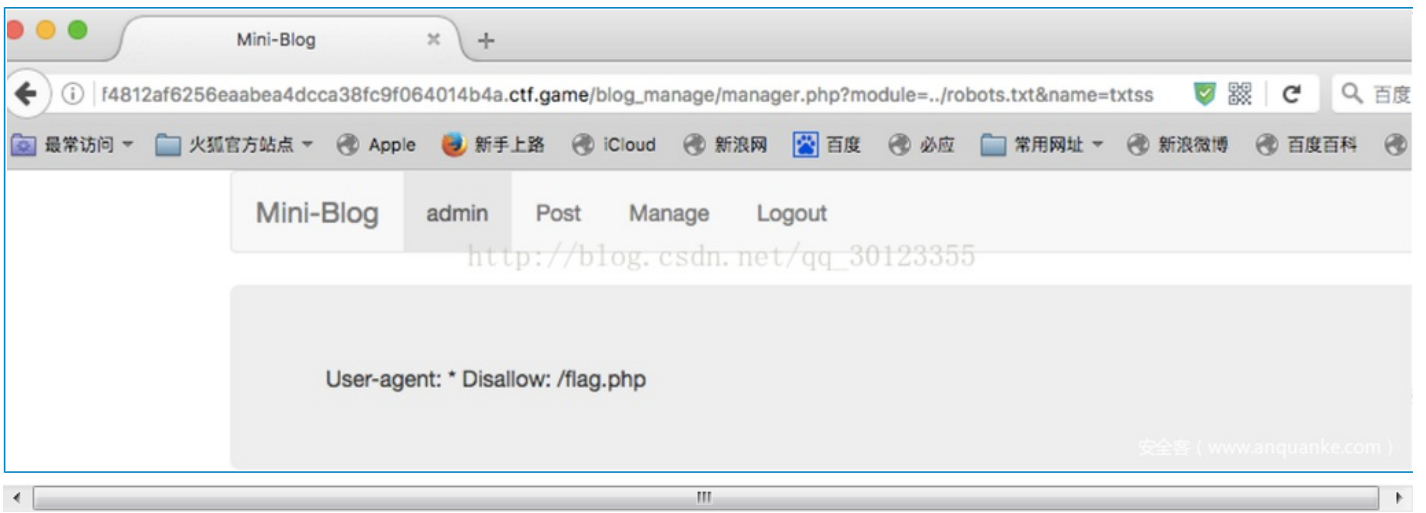 Mini-Blog × +
f4812af6256eaabea4dcca38fc9f064014b4a.ctf.game/blog_manage/manager.php?module=../robots.txt&name=txtss 百度
最常访问 火狐官方站点 Apple 新手上路 iCloud 新浪网 百度 必应 常用网址 新浪微博 百度百科
Mini-Blog admin Post Manage Logout
http://blog.csdn.net/qq_30123355
User-agent: * Disallow: /flag.php
安全客 ( www.anquanke.com )